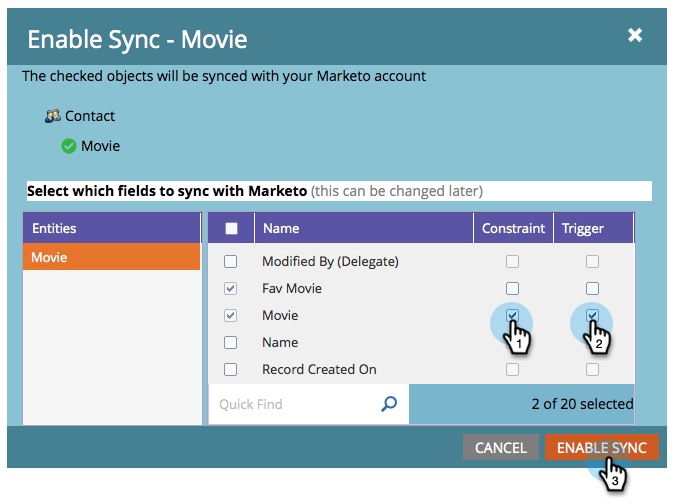 Enable Sync - Movie
The checked objects will be synced with your Marketo account
Contact
Movie
Select which fields to sync with Marketo (this can be changed later)
Entities Name Constraint Trigger
Movie
Modified By (Delegate)
Fav Movie
Movie
1 2
Name
Record Created On
Quick Find 2 of 20 selected
CANCEL ENABLE SYNC
3